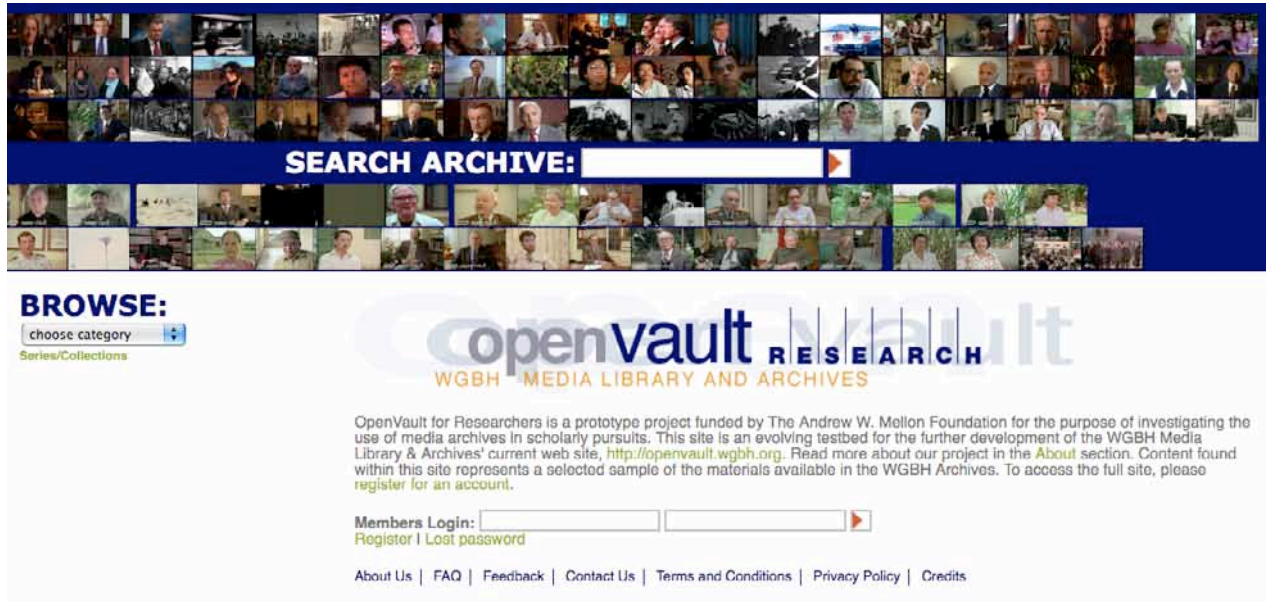 SEARCH ARCHIVE:
BROWSE:
choose category
Series/Collections
openvault RESEARCH
WGBH MEDIA LIBRARY AND ARCHIVES
OpenVault for Researchers is a prototype project funded by The Andrew W. Mellon Foundation for the purpose of investigating the
use of media archives in scholarly pursuits. This site is an evolving testbed for the further development of the WGBH Media
Library & Archives' current web site, http://openvault.wgbh.org. Read more about our project in the About section. Content found
within this site represents a selected sample of the materials available in the WGBH Archives. To access the full site, please
register for an account.
Members Login:
Register | Lost password
About Us | FAQ | Feedback | Contact Us | Terms and Conditions | Privacy Policy | Credits